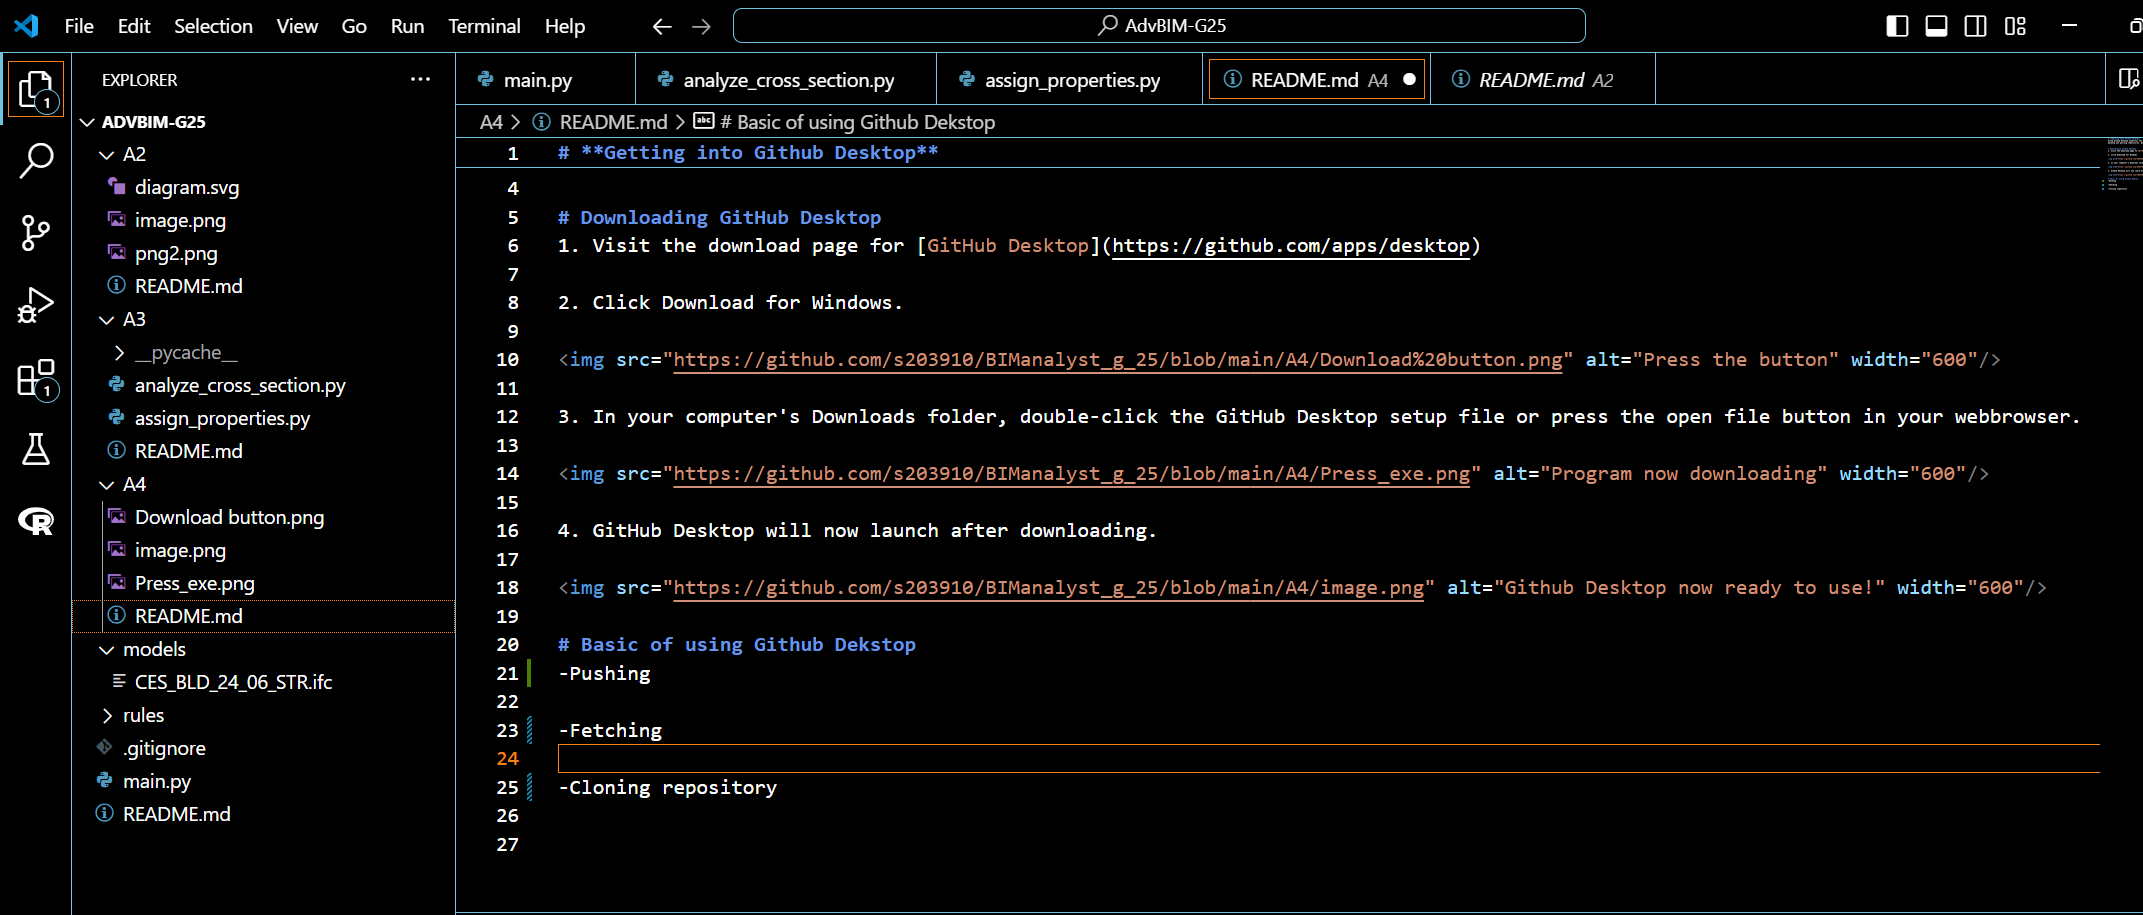 File Edit Selection View Go Run Terminal Help
AdvBIM-G25
EXPLORER
main.py
analyze_cross_section.py
assign_properties.py
README.md A4
README.md A2
1
1
ADVBIM-G25
A2
diagram.svg
image.png
png2.png
README.md
A3
__pycache__
analyze_cross_section.py
assign_properties.py
README.md
A4
Download button.png
image.png
Press_exe.png
README.md
models
CES_BLD_24_06_STR.ifc
rules
.gitignore
main.py
README.md
A4 > README.md > # Basic of using Github Dekstop
1 # **Getting into Github Desktop**
4
5 # Downloading GitHub Desktop
6 1. Visit the download page for [GitHub Desktop](https://github.com/apps/desktop)
7
8 2. Click Download for Windows.
9
10 <img src="https://github.com/s203910/BIManalyst_g_25/blob/main/A4/Download%20button.png" alt="Press the button" width="600"/>
11
12 3. In your computer's Downloads folder, double-click the GitHub Desktop setup file or press the open file button in your webbrowser.
13
14 <img src="https://github.com/s203910/BIManalyst_g_25/blob/main/A4/Press_exe.png" alt="Program now downloading" width="600"/>
15
16 4. GitHub Desktop will now launch after downloading.
17
18 <img src="https://github.com/s203910/BIManalyst_g_25/blob/main/A4/image.png" alt="Github Desktop now ready to use!" width="600"/>
19
20 # Basic of using Github Dekstop
21 -Pushing
22
23 -Fetching
24
25 -Cloning repository
26
27